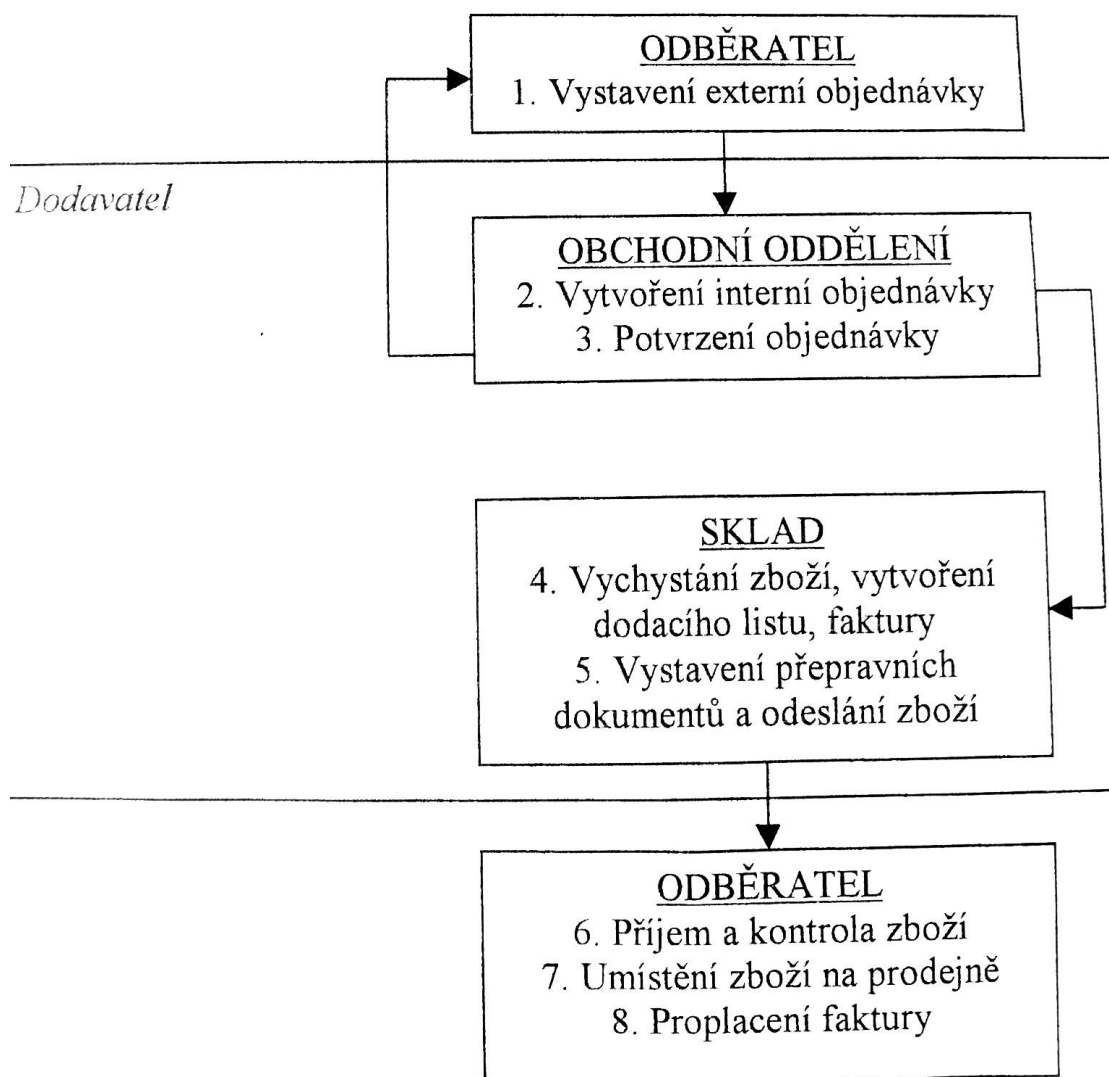 ODBĚRATEL
1. Vystavení externí objednávky
Dodavatel
OBCHODNÍ ODDĚLENÍ
2. Vytvoření interní objednávky
3. Potvrzení objednávky
SKLAD
4. Vychystání zboží, vytvoření
dodacího listu, faktury
5. Vystavení přepravních
dokumentů a odeslání zboží
ODBĚRATEL
6. Příjem a kontrola zboží
7. Umístění zboží na prodejně
8. Proplacení faktury